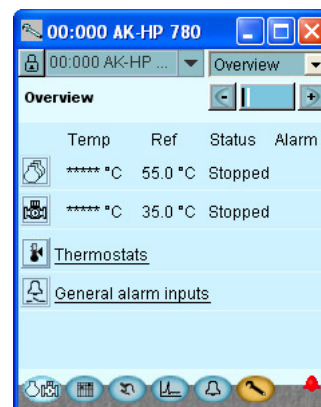 00:000 AK-HP 780
00:000 AK-HP ... Overview
Overview
Temp Ref Status Alarm
***** °C 55.0 °C Stopped
***** °C 35.0 °C Stopped
Thermostats
General alarm inputs